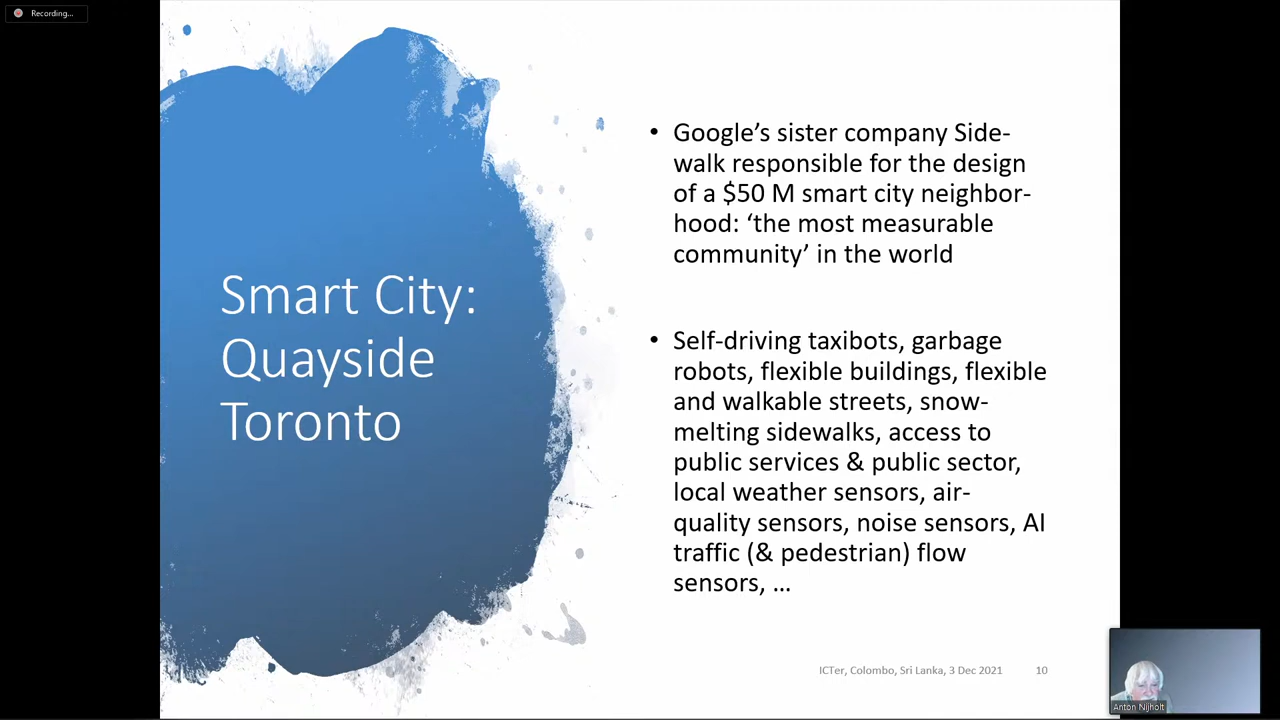 Recording...
Smart City:
Quayside
Toronto
• Google’s sister company Side-
walk responsible for the design
of a $50 M smart city neighbor-
hood: ‘the most measurable
community’ in the world
• Self-driving taxibots, garbage
robots, flexible buildings, flexible
and walkable streets, snow-
melting sidewalks, access to
public services & public sector,
local weather sensors, air-
quality sensors, noise sensors, AI
traffic (& pedestrian) flow
sensors, ...
ICTer, Colombo, Sri Lanka, 3 Dec 2021 10
Anton Nijholt